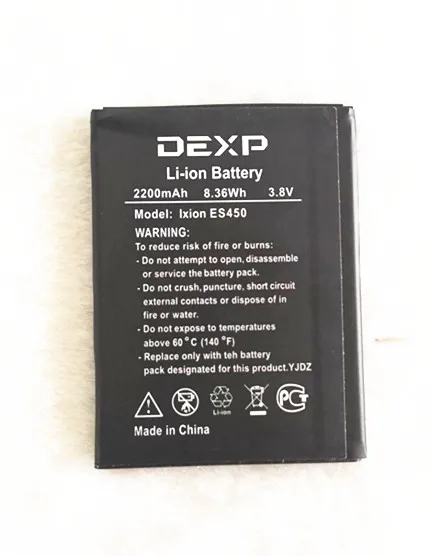 DEXP
Li-ion Battery
2200mAh 8.36Wh 3.8V
Model: Ixion ES450
WARNING:
To reduce risk of fire or burns:
- Do not attempt to open, disassemble
or service the battery pack.
- Do not crush, puncture, short circuit
external contacts or dispose of in
fire or water.
- Do not expose to temperatures
above 60°C (140°F)
- Replace only with teh battery
pack designated for this product.YJDZ
Li-ion
Made in China